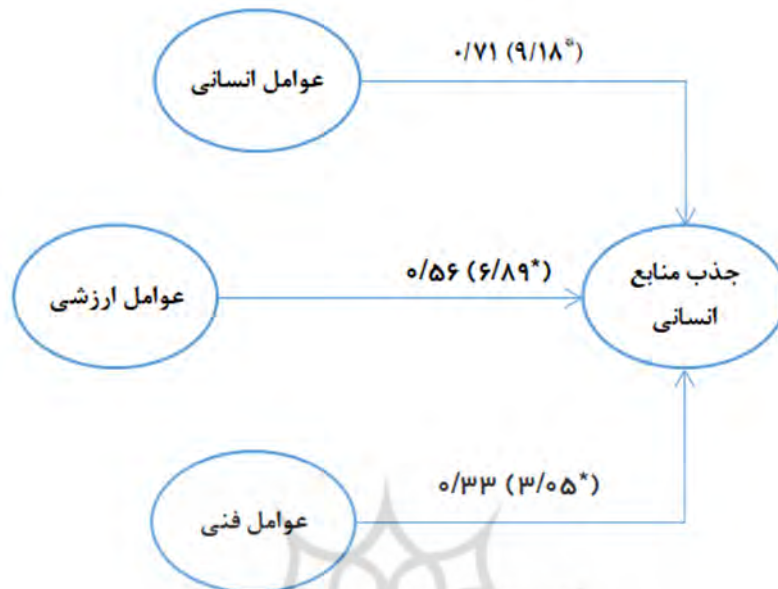 ۰/۷۱ (۹/۱۸*)
عوامل انسانی
جذب منابع
انسانی
۰/۵۶ (۶/۸۹*)
عوامل ارزشی
۰/۳۳ (۳/۰۵*)
عوامل فنی